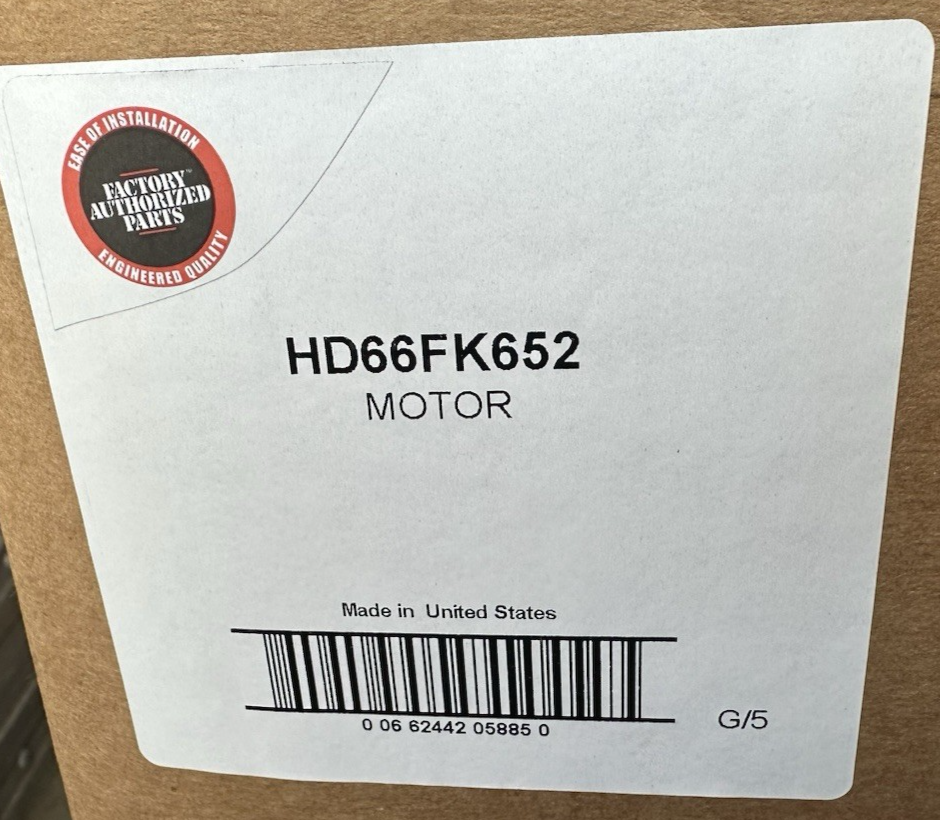 EASE OF INSTALLATION
FACTORY™
AUTHORIZED
PARTS
ENGINEERED QUALITY
HD66FK652
MOTOR
Made in United States
0 06 62442 05885 0
G/5